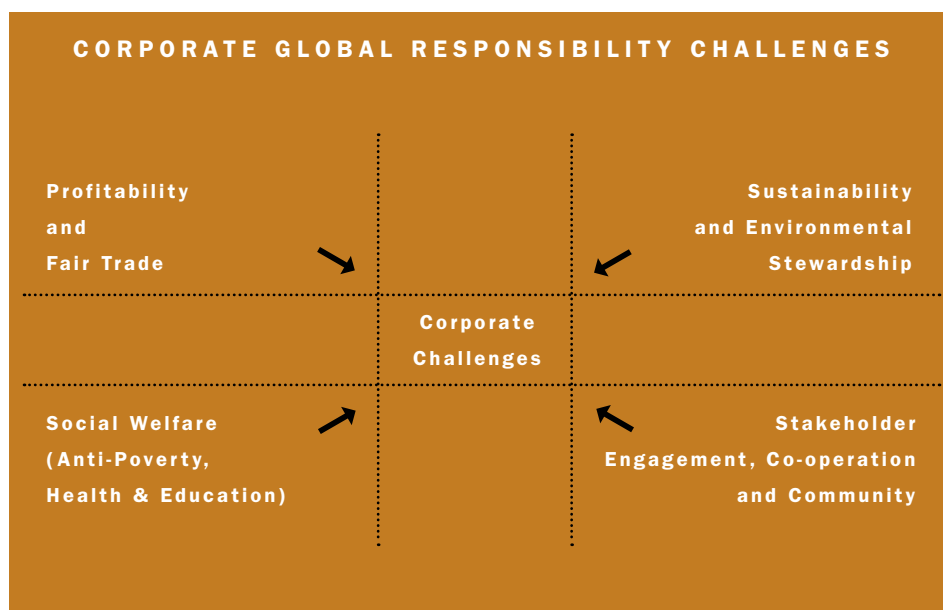 CORPORATE GLOBAL RESPONSIBILITY CHALLENGES
Profitability
and
Fair Trade
Sustainability
and Environmental
Stewardship
Corporate
Challenges
Social Welfare
(Anti-Poverty,
Health & Education)
Stakeholder
Engagement, Co-operation
and Community